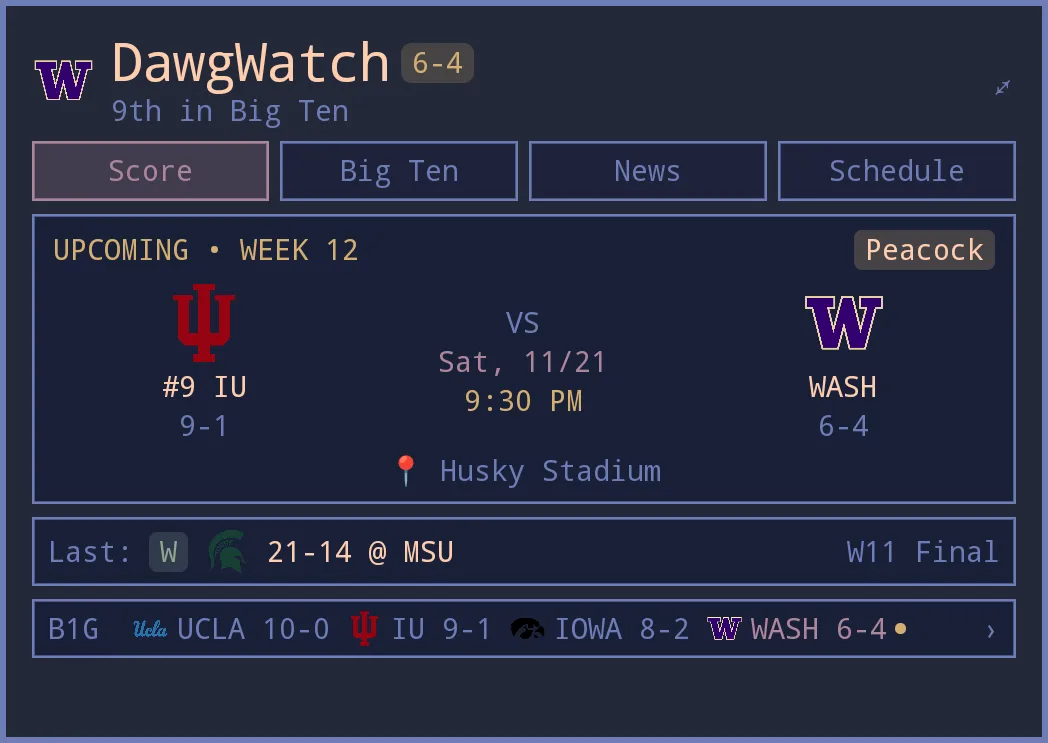 W DawgWatch 6-4
9th in Big Ten
Score Big Ten News Schedule
UPCOMING • WEEK 12 Peacock
VS
Sat, 11/21
9:30 PM
#9 IU WASH
9-1 6-4
📍 Husky Stadium
Last: W 21-14 @ MSU W11 Final
B1G Ucla UCLA 10-0 IU 9-1 IOWA 8-2 W WASH 6-4 ›